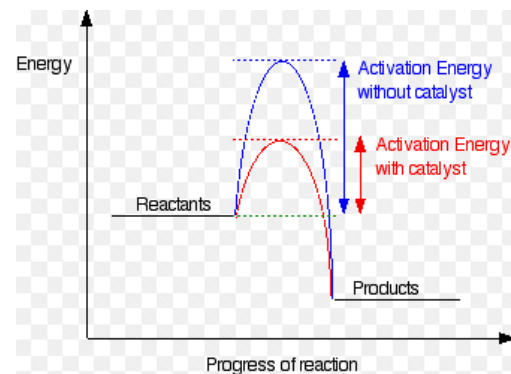 Energy
Activation Energy
without catalyst
Activation Energy
with catalyst
Reactants
Products
Progress of reaction